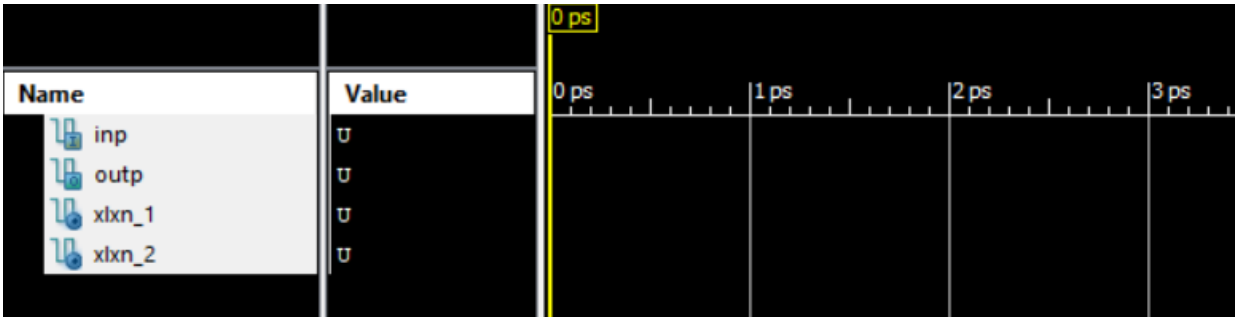 0 ps
Name Value 0 ps 1 ps 2 ps 3 ps
inp U
outp U
xlxn_1 U
xlxn_2 U